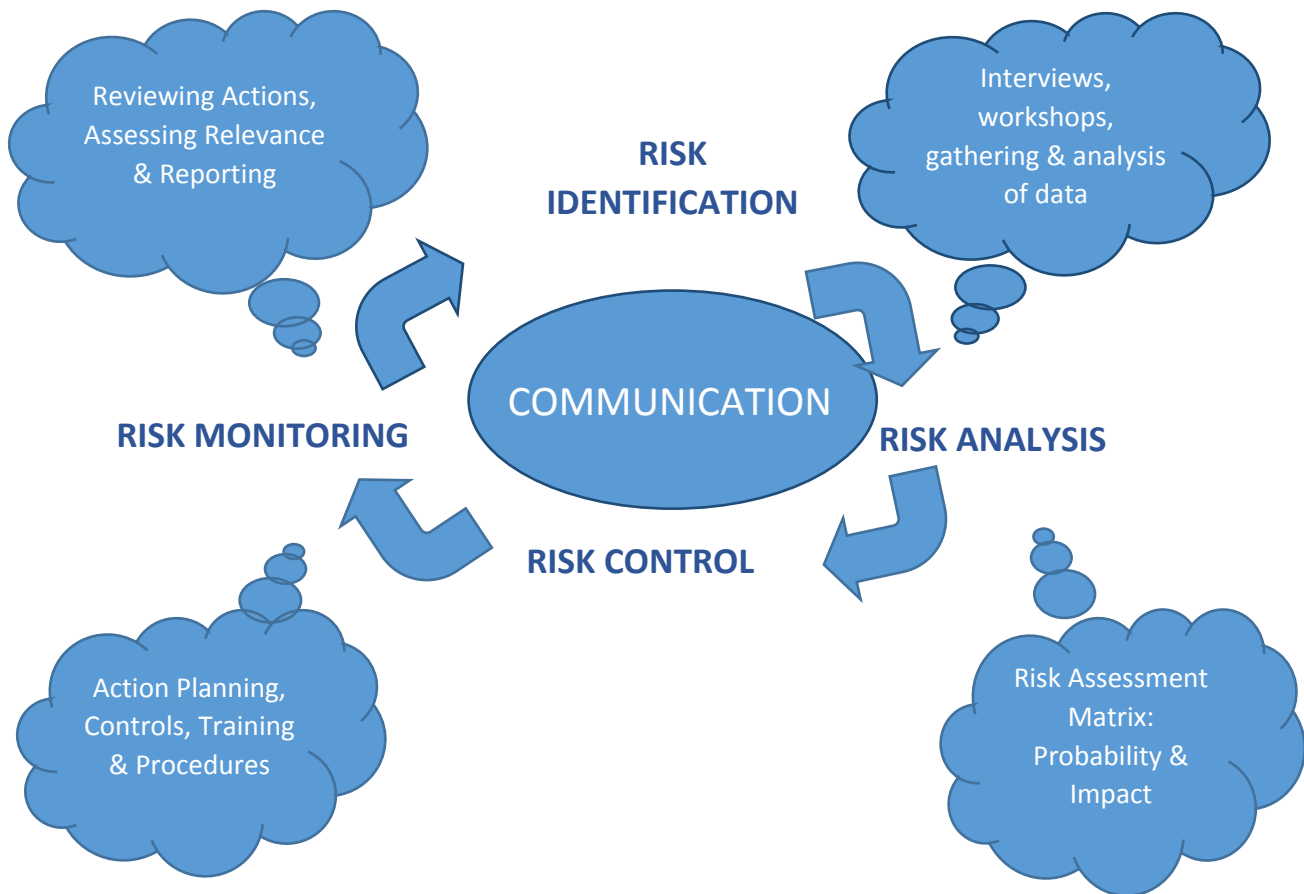 Reviewing Actions,
Assessing Relevance
& Reporting
RISK
IDENTIFICATION
Interviews,
workshops,
gathering & analysis
of data
COMMUNICATION
RISK MONITORING
RISK ANALYSIS
RISK CONTROL
Action Planning,
Controls, Training
& Procedures
Risk Assessment
Matrix:
Probability &
Impact